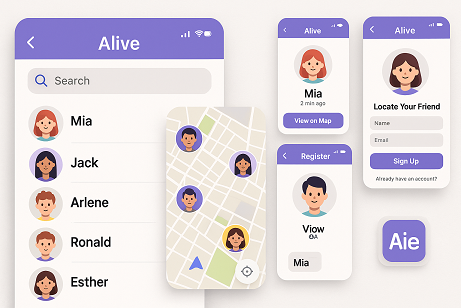 Alive
Search
Mia
Jack
Arlene
Ronald
Esther
Alive
Mia
2 min ago
View on Map
Register
Viow
Mia
Alive
Locate Your Friend
Name
Email
Sign Up
Already have an account?
Aie